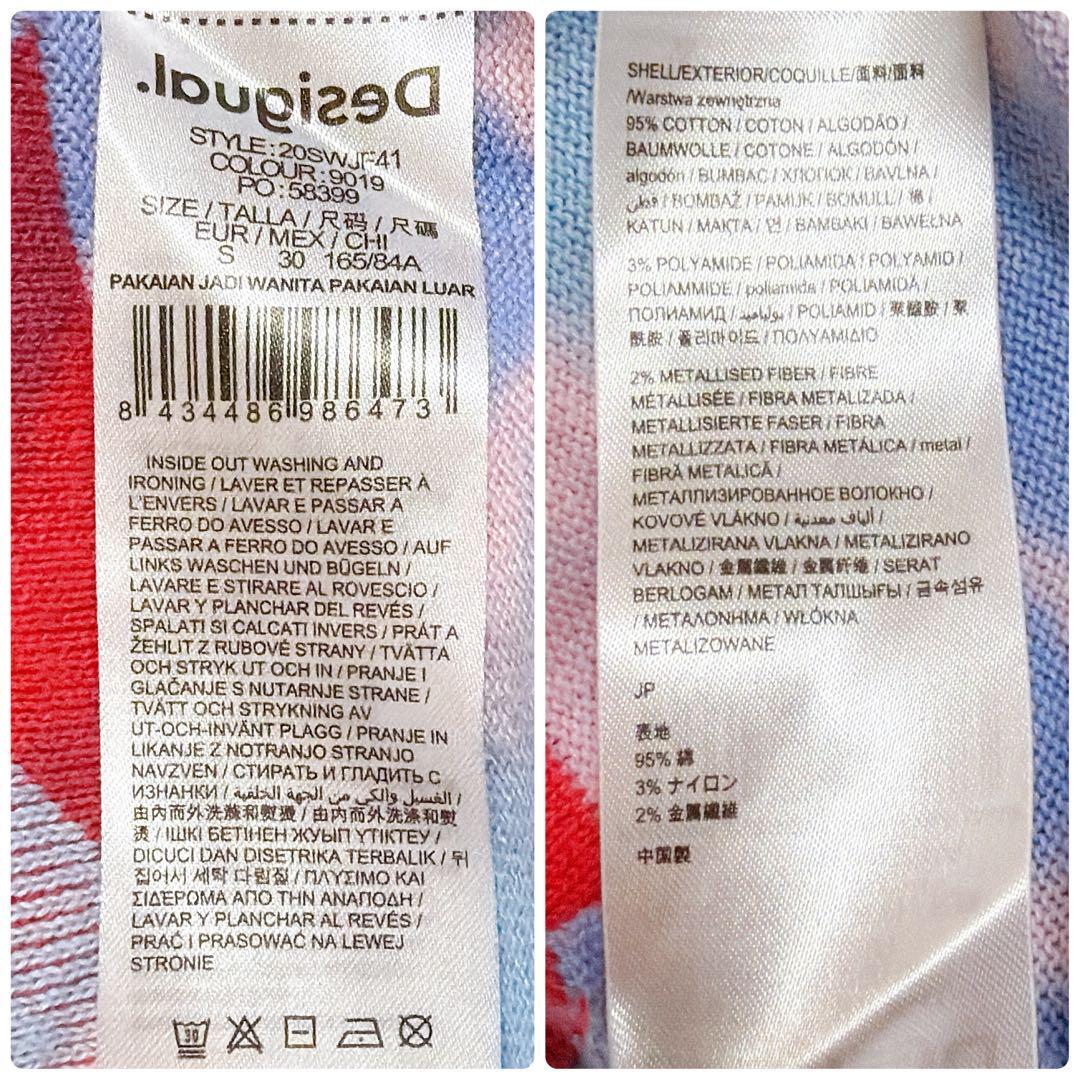 Desigual.
STYLE:20SWJF41
COLOUR:9019
PO:58399
SIZE / TALLA / 尺码 / 尺碼
EUR / MEX / CHI
S 30 165/84A
PAKAIAN JADI WANITA PAKAIAN LUAR
8 434486 986473
INSIDE OUT WASHING AND
IRONING / LAVER ET REPASSER À
L'ENVERS / LAVAR E PASSAR A
FERRO DO AVESSO / LAVAR E
PASSAR A FERRO DO AVESSO / AUF
LINKS WASCHEN UND BÜGELN /
LAVARE E STIRARE AL ROVESCIO /
LAVAR Y PLANCHAR DEL REVÉS /
SPALATI SI CALCATI INVERS / PRÁT A
ŽEHLIT Z RUBOVÉ STRANY / TVÄTTA
OCH STRYK UT OCH IN / PRANJE I
GLAČANJE S NUTARNJE STRANE /
TVÄTT OCH STRYKNING AV
UT-OCH-INVÄNT PLAGG / PRANJE IN
LIKANJE Z NOTRANJO STRANJO
NAVZVEN / СТИРАТЬ И ГЛАДИТЬ С
ИЗНАНКИ / الغسيل والكي من الجهة الخلفية /
由內而外洗滌和熨燙 / 由内而外洗涤和熨
烫 / ІШКІ БЕТІНЕН ЖУЫП ҮТІКТЕУ /
DICUCI DAN DISETRIKA TERBALIK / 뒤
집어서 세탁 다림질 / ΠΛΥΣΙΜΟ ΚΑΙ
ΣΙΔΕΡΩΜΑ ΑΠΟ ΤΗΝ ΑΝΑΠΟΔΗ /
LAVAR Y PLANCHAR AL REVÉS /
PRAĆ I PRASOWAĆ NA LEWEJ
STRONIE
30
SHELL/EXTERIOR/COQUILLE/面料/面料
/Warstwa zewnętrzna
95% COTTON / COTON / ALGODÃO /
BAUMWOLLE / COTONE / ALGODÓN /
algodón / BUMBAC / ХЛОПОК / BAVLNA /
قطن / BOMBAŽ / PAMUK / BOMULL / 棉 /
KATUN / МАҚТА / 면 / ΒΑΜΒΑΚΙ / BAWEŁNA
3% POLYAMIDE / POLIAMIDA / POLYAMID /
POLIAMMIDE / poliamida / POLIAMIDĂ /
ПОЛИАМИД / بولياميد / POLIAMID / 聚醯胺 / 聚
酰胺 / 폴리아미드 / ΠΟΛΥΑΜΙΔΙΟ
2% METALLISED FIBER / FIBRE
MÉTALLISÉE / FIBRA METALIZADA /
METALLISIERTE FASER / FIBRA
METALLIZZATA / FIBRA METÁLICA / metal /
FIBRĂ METALICĂ /
МЕТАЛЛИЗИРОВАННОЕ ВОЛОКНО /
KOVOVÉ VLÁKNO / ألياف معدنية /
METALIZIRANA VLAKNA / METALIZIRANO
VLAKNO / 金屬纖維 / 金属纤维 / SERAT
BERLOGAM / МЕТАЛ ТАЛШЫҒЫ / 금속섬유
/ ΜΕΤΑΛΟΝΗΜΑ / WŁÓKNA
METALIZOWANE
JP
表地
95% 綿
3% ナイロン
2% 金属繊維
中国製